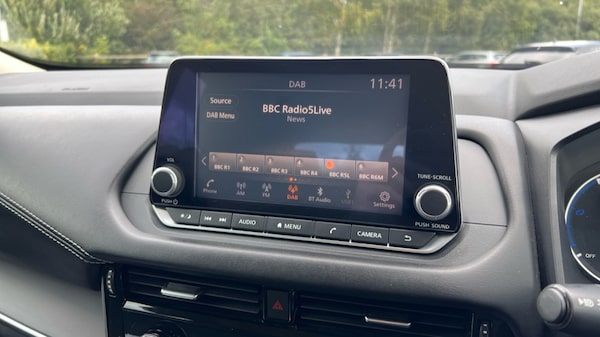 DAB 11:41
Source
BBC Radio5Live
DAB Menu
News
BBC R1 BBC R2 BBC R3 BBC R4 BBC R5L BBC R6M
Phone AM FM DAB BT Audio Settings
VOL
PUSH
TUNE·SCROLL
PUSH SOUND
AUDIO MENU CAMERA
OFF